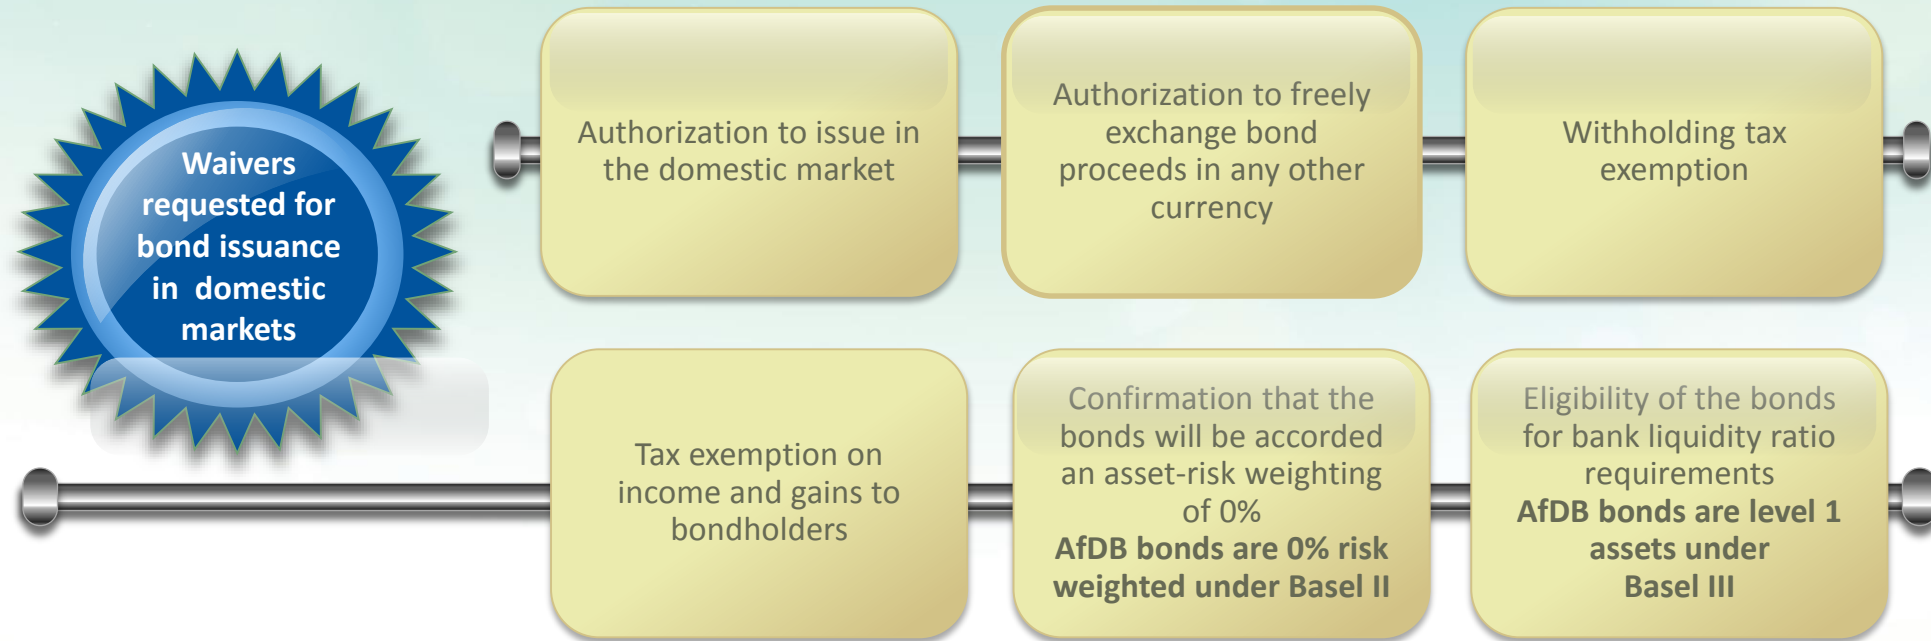 Waivers
requested for
bond issuance
in domestic
markets
Authorization to issue in
the domestic market
Authorization to freely
exchange bond
proceeds in any other
currency
Withholding tax
exemption
Tax exemption on
income and gains to
bondholders
Confirmation that the
bonds will be accorded
an asset-risk weighting
of 0%
AfDB bonds are 0% risk
weighted under Basel II
Eligibility of the bonds
for bank liquidity ratio
requirements
AfDB bonds are level 1
assets under
Basel III